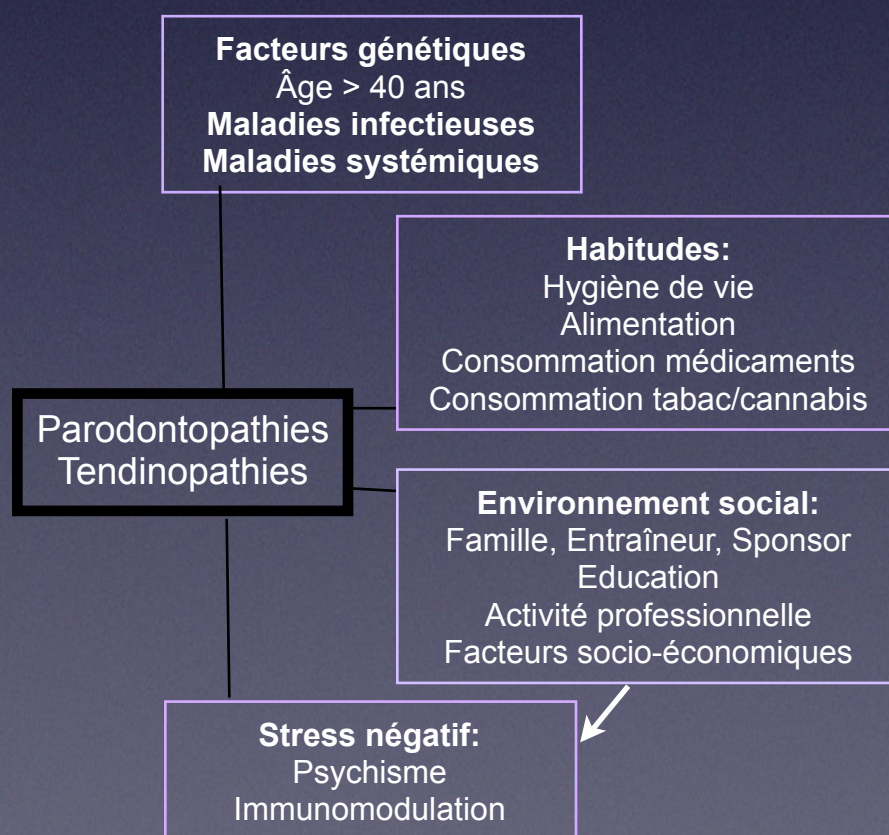 Facteurs génétiques
Âge > 40 ans
Maladies infectieuses
Maladies systémiques
Habitudes:
Hygiène de vie
Alimentation
Consommation médicaments
Consommation tabac/cannabis
Parodontopathies
Tendinopathies
Environnement social:
Famille, Entraîneur, Sponsor
Education
Activité professionnelle
Facteurs socio-économiques
Stress négatif:
Psychisme
Immunomodulation